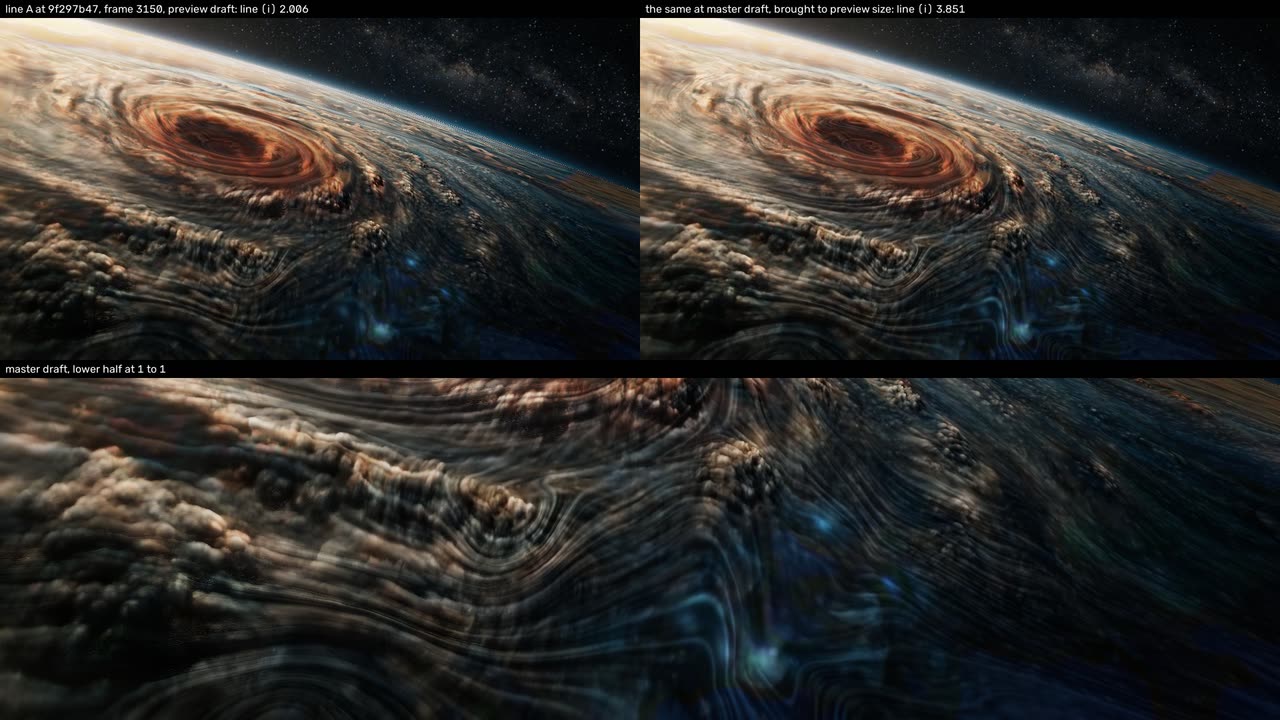 line A at 9f297b47, frame 3150, preview draft: line (i) 2.006
the same at master draft, brought to preview size: line (i) 3.851
master draft, lower half at 1 to 1